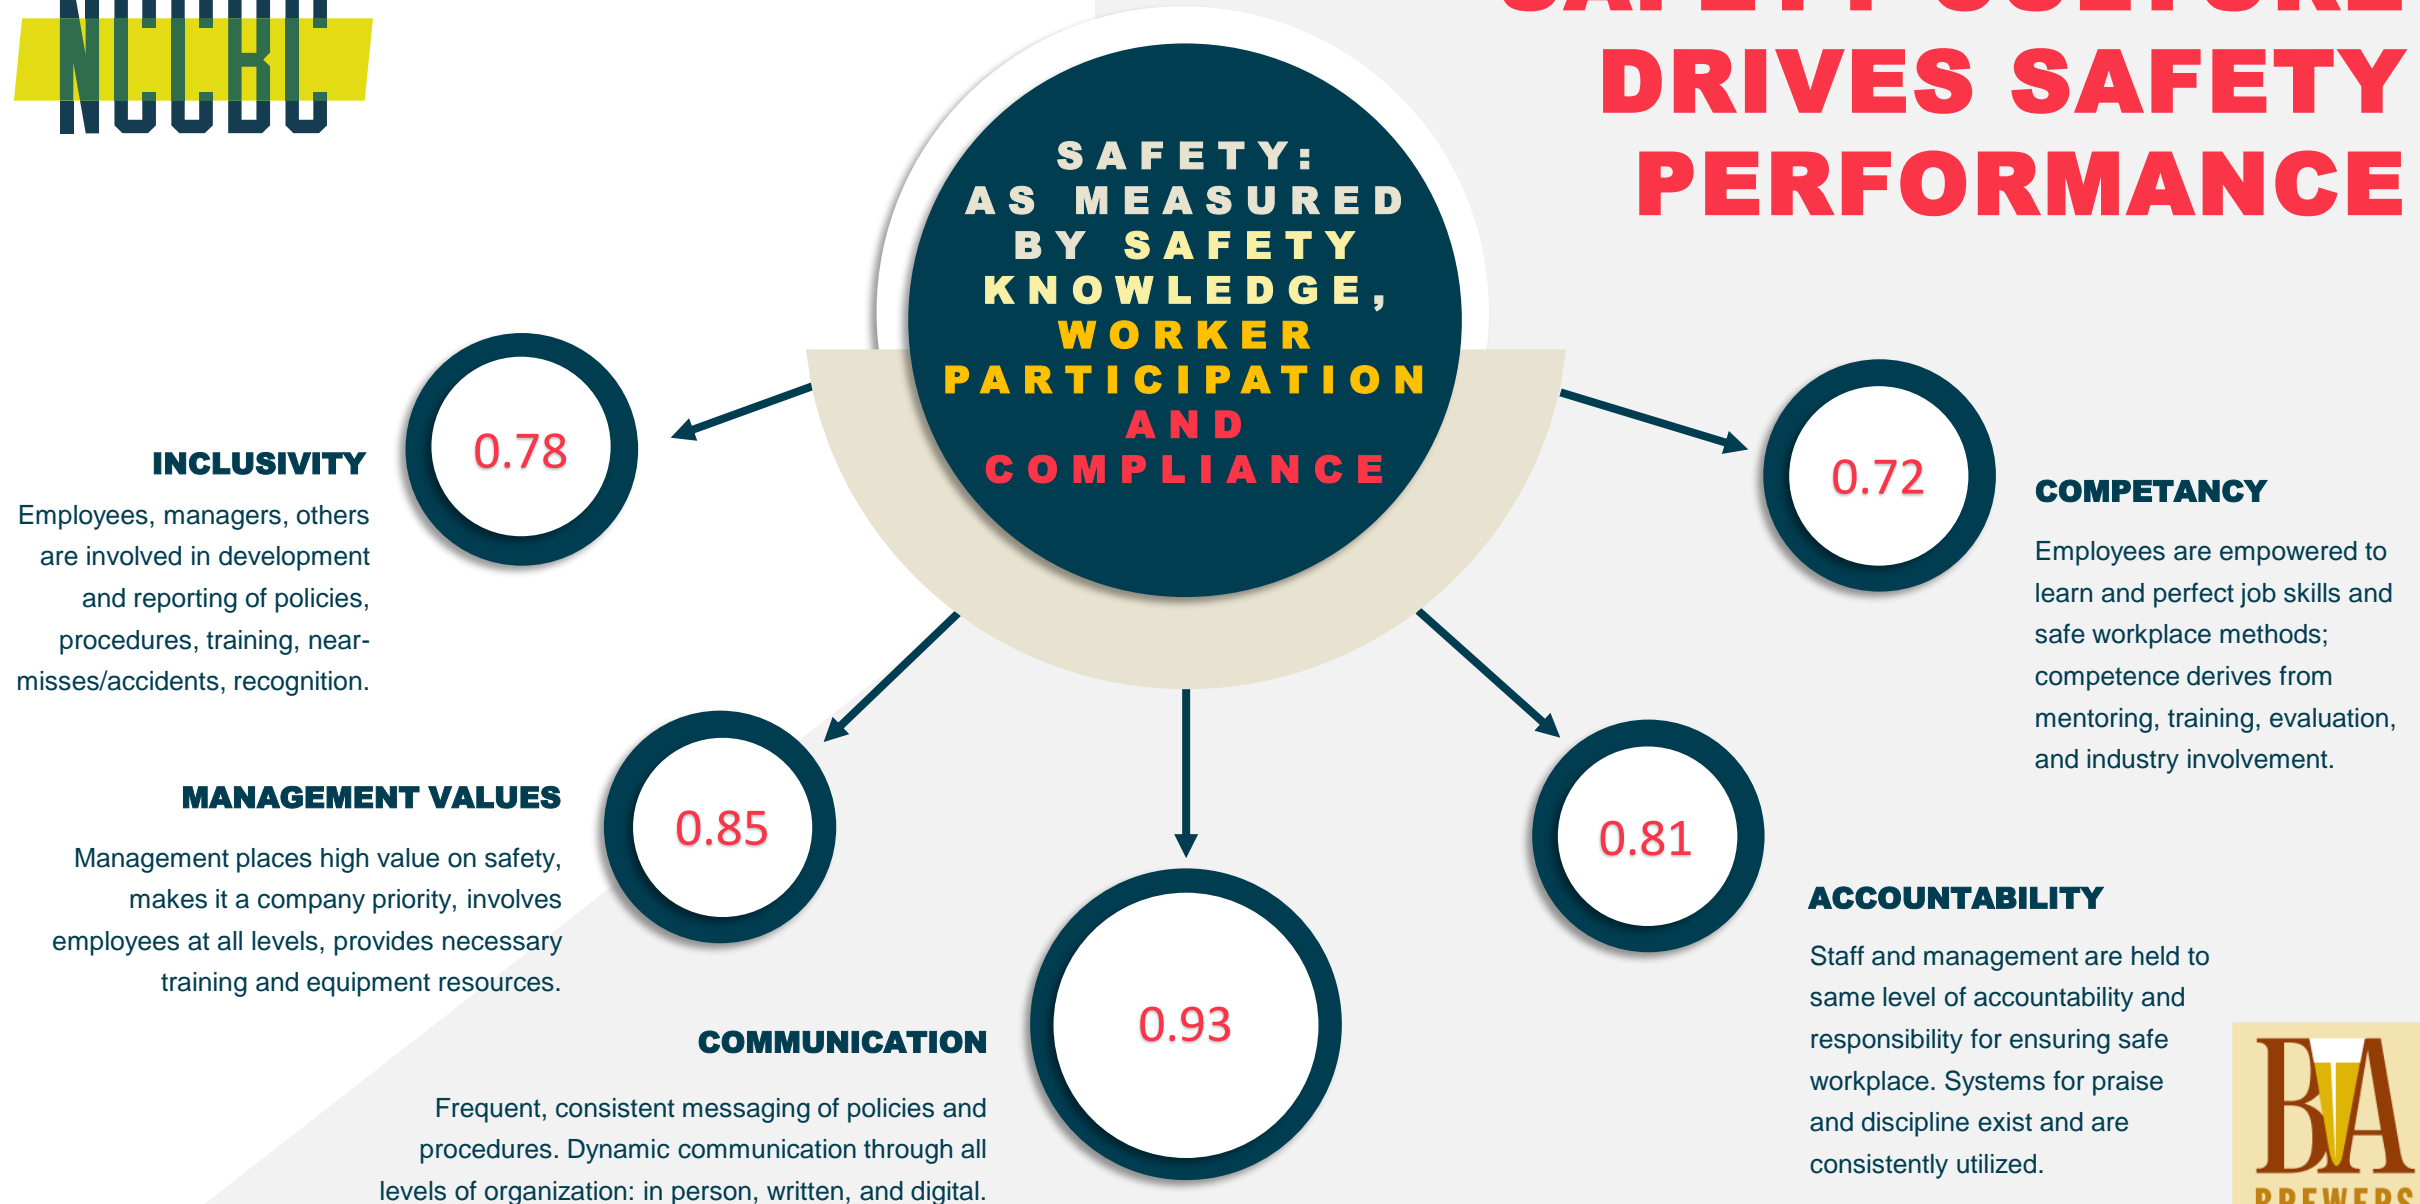 NCCBC
SAFETY CULTURE
DRIVES SAFETY
PERFORMANCE
SAFETY:
AS MEASURED
BY SAFETY
KNOWLEDGE,
WORKER
PARTICIPATION
AND
COMPLIANCE
0.78
INCLUSIVITY
Employees, managers, others
are involved in development
and reporting of policies,
procedures, training, near-
misses/accidents, recognition.
0.85
MANAGEMENT VALUES
Management places high value on safety,
makes it a company priority, involves
employees at all levels, provides necessary
training and equipment resources.
0.93
COMMUNICATION
Frequent, consistent messaging of policies and
procedures. Dynamic communication through all
levels of organization: in person, written, and digital.
0.81
ACCOUNTABILITY
Staff and management are held to
same level of accountability and
responsibility for ensuring safe
workplace. Systems for praise
and discipline exist and are
consistently utilized.
0.72
COMPETANCY
Employees are empowered to
learn and perfect job skills and
safe workplace methods;
competence derives from
mentoring, training, evaluation,
and industry involvement.
BA
BREWERS